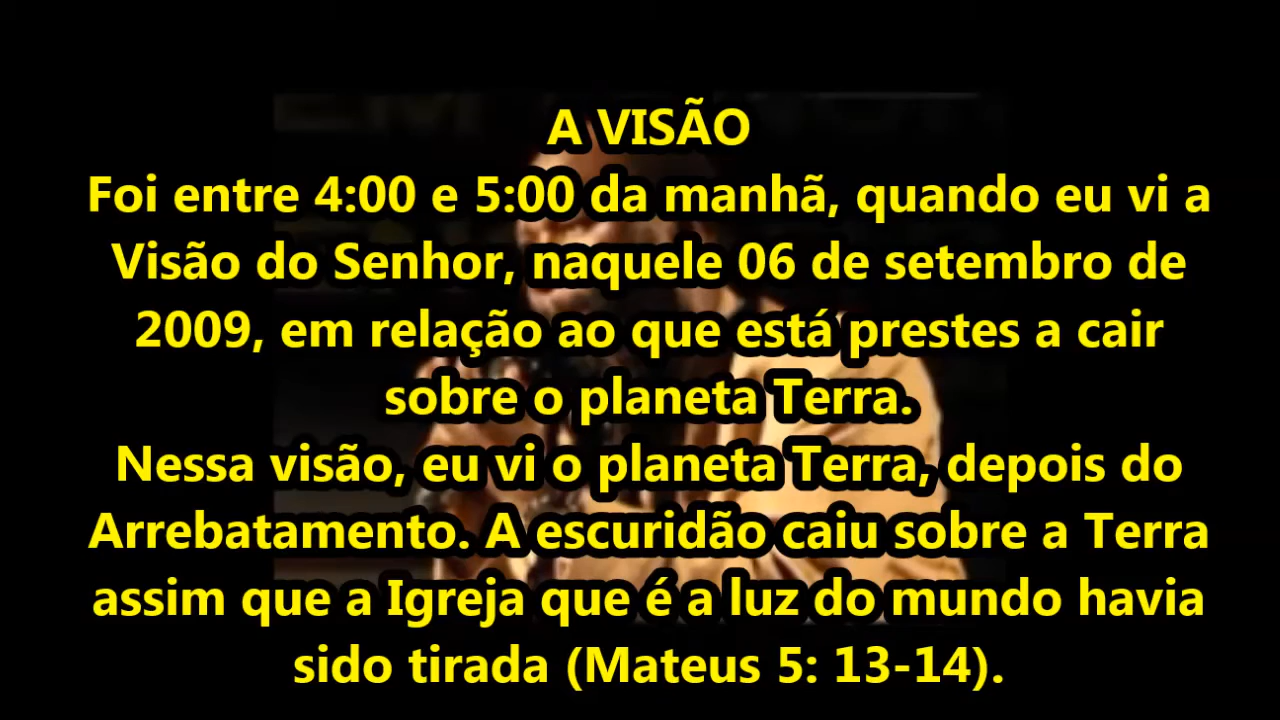 A VISÃO
Foi entre 4:00 e 5:00 da manhã, quando eu vi a
Visão do Senhor, naquele 06 de setembro de
2009, em relação ao que está prestes a cair
sobre o planeta Terra.
Nessa visão, eu vi o planeta Terra, depois do
Arrebatamento. A escuridão caiu sobre a Terra
assim que a Igreja que é a luz do mundo havia
sido tirada (Mateus 5: 13-14).